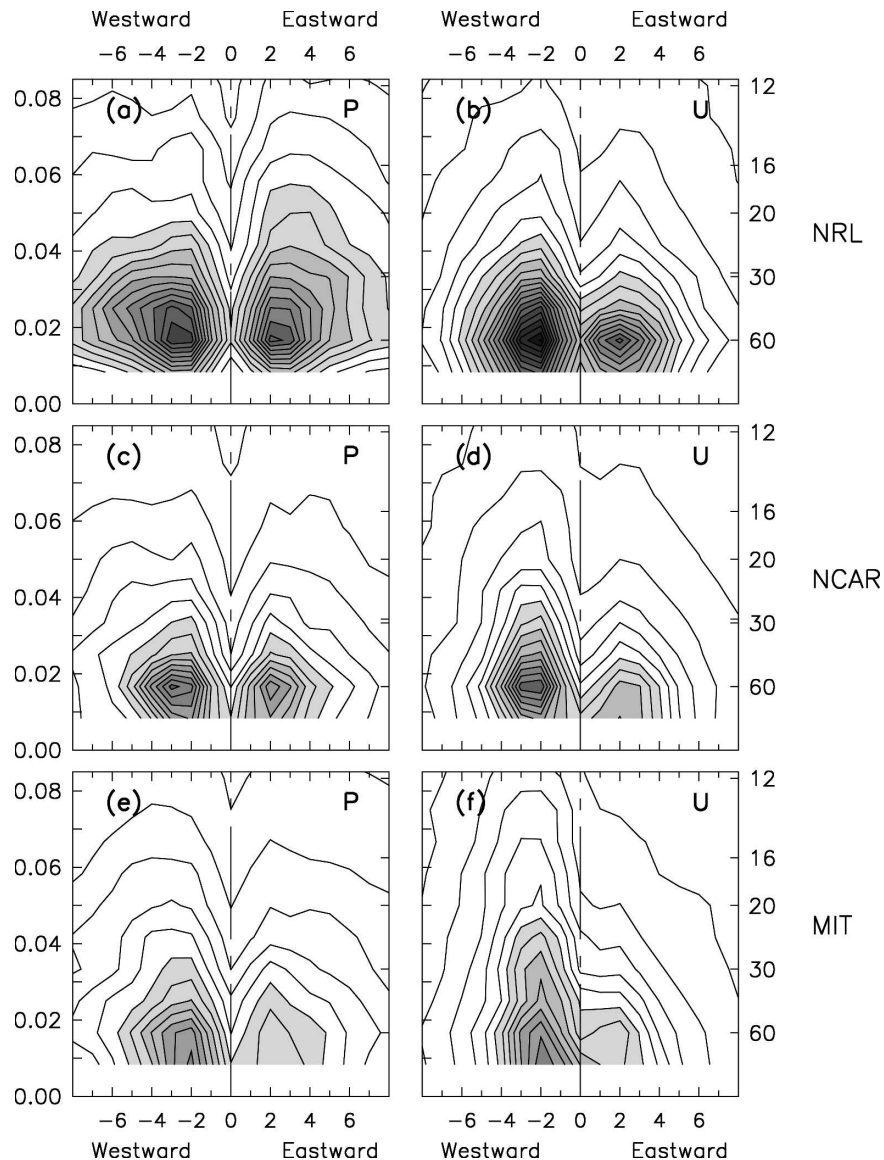 Westward Eastward
−6 −4 −2 0 2 4 6
0.08 (a) P (b) U 12
0.06 16
20 NRL
0.04
30
0.02 60
0.00
0.08 (c) P (d) U 12
0.06 16
20 NCAR
0.04
30
0.02 60
0.00
0.08 (e) P (f) U 12
0.06 16
20 MIT
0.04
30
0.02 60
0.00
−6 −4 −2 0 2 4 6
Westward Eastward
Westward Eastward
−6 −4 −2 0 2 4 6
−6 −4 −2 0 2 4 6
Westward Eastward